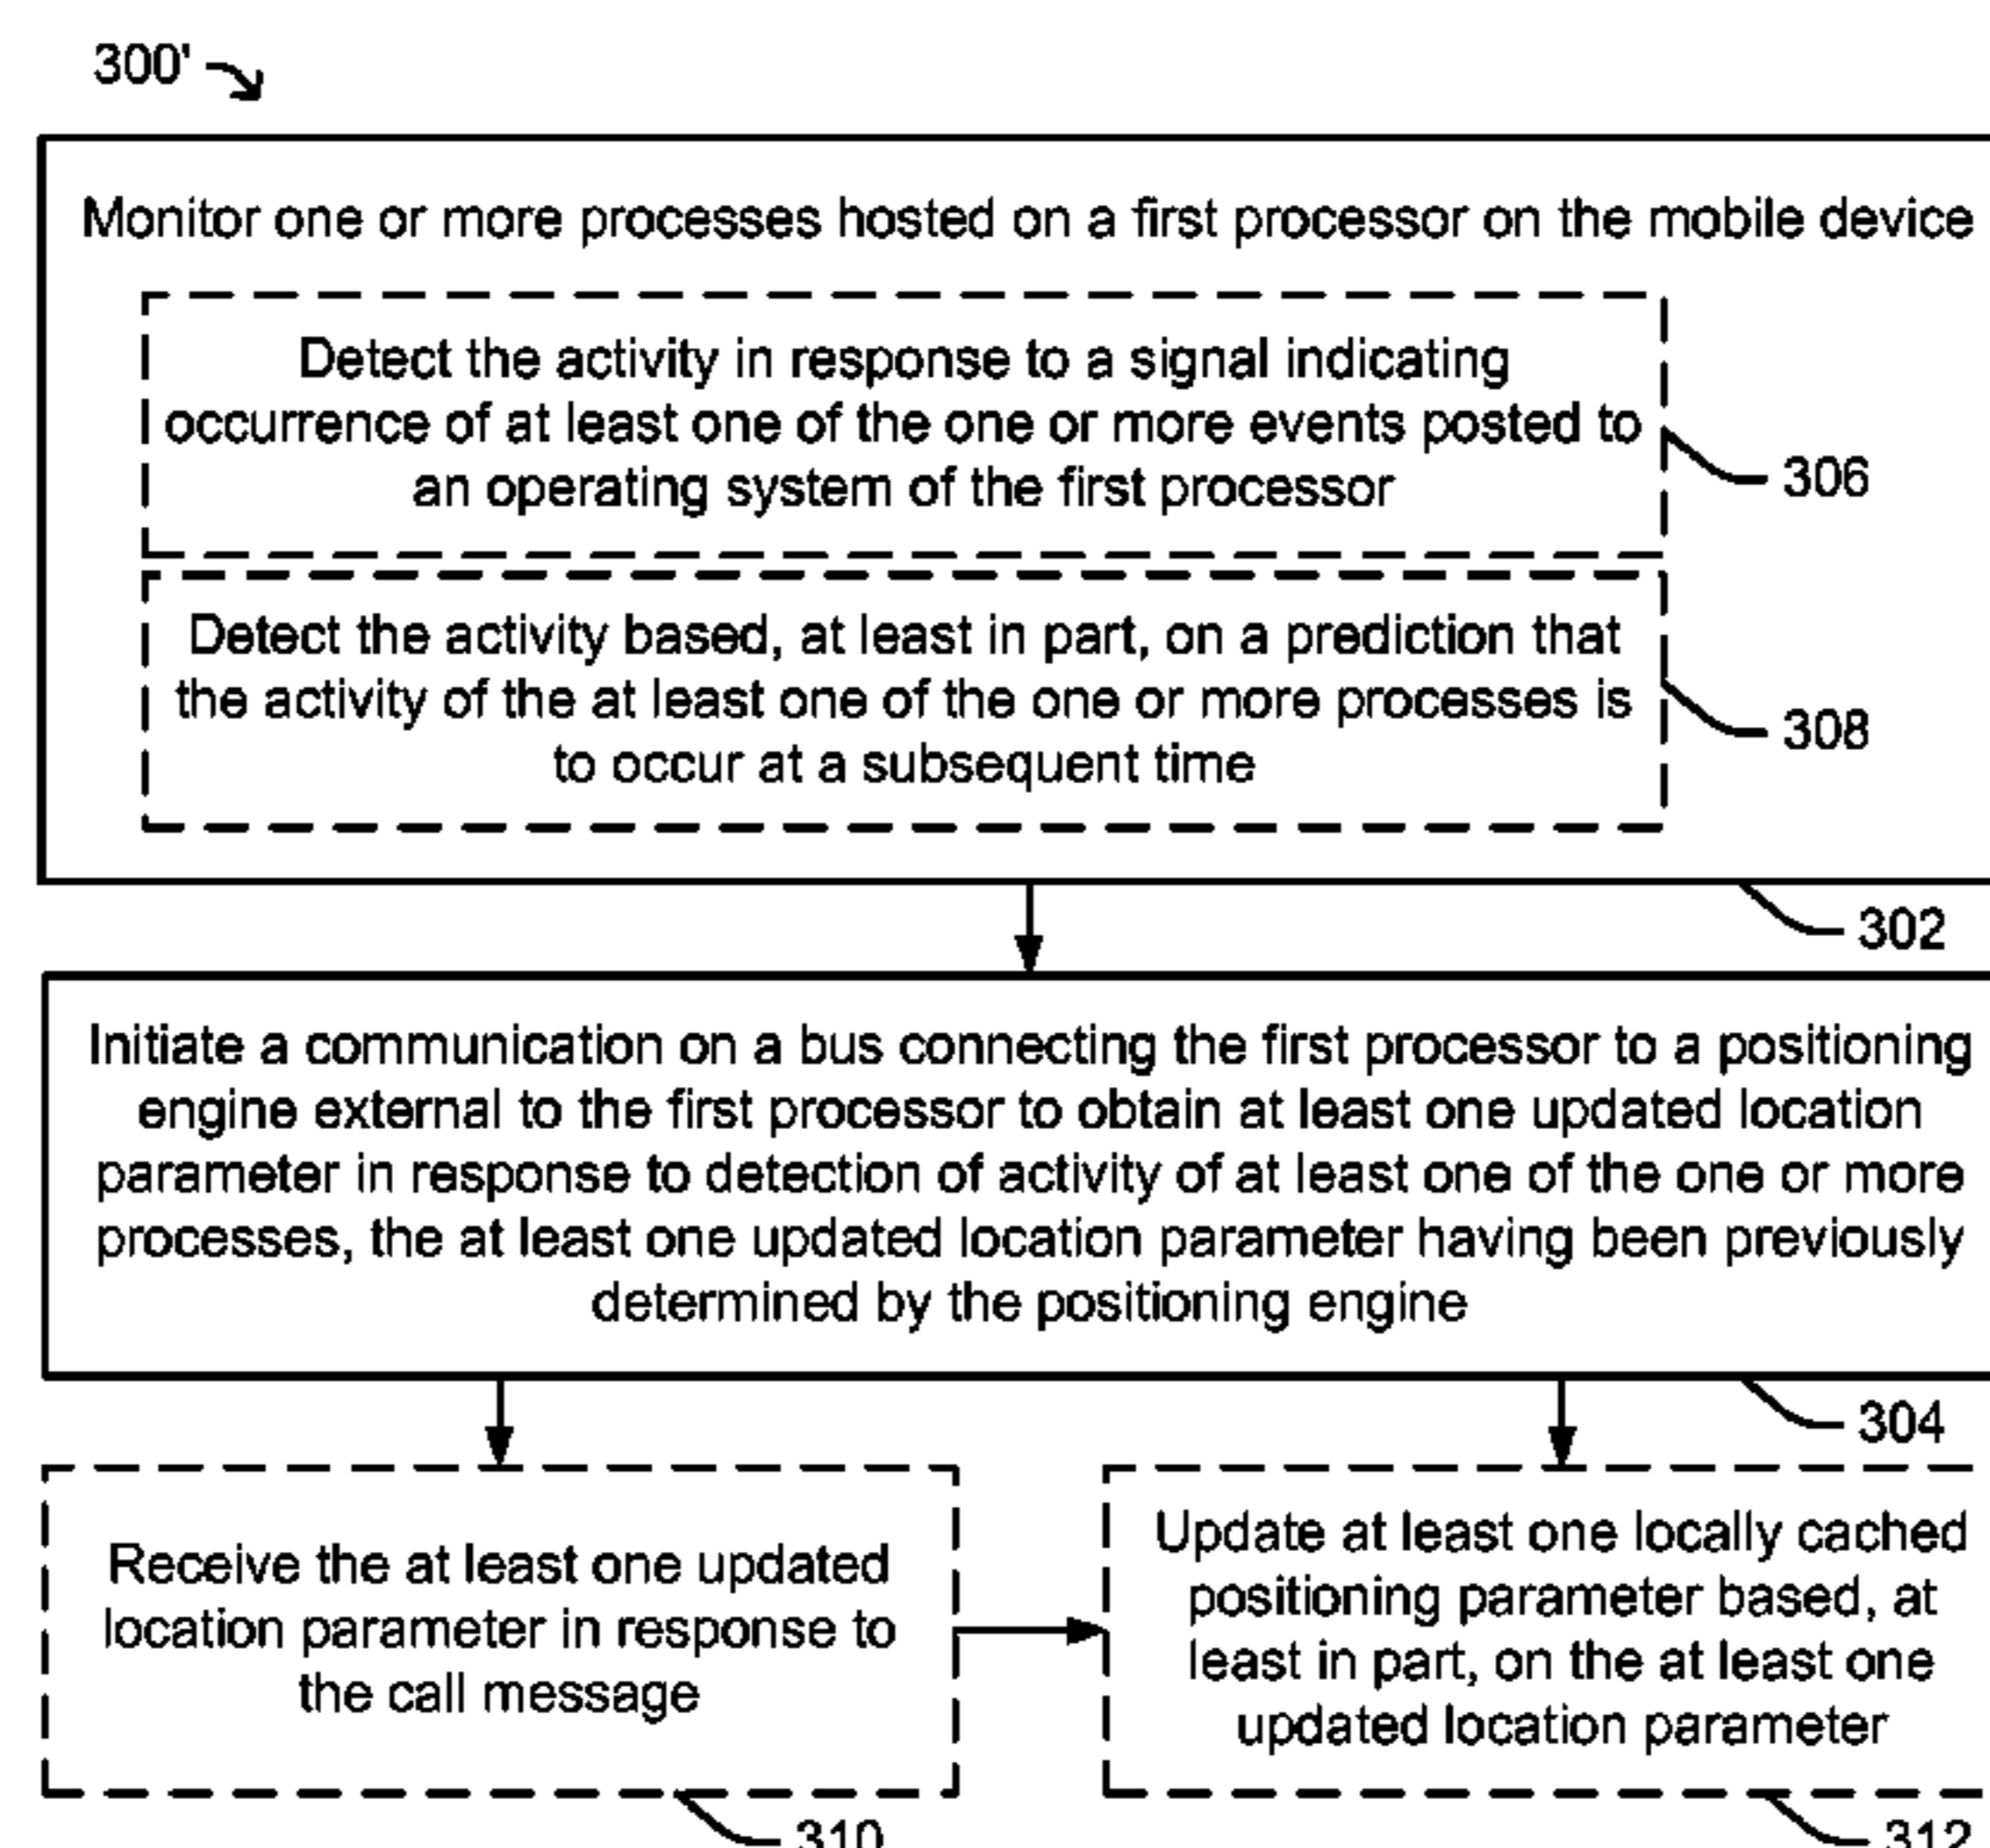 300'
Monitor one or more processes hosted on a first processor on the mobile device
Detect the activity in response to a signal indicating
occurrence of at least one of the one or more events posted to
an operating system of the first processor
306
Detect the activity based, at least in part, on a prediction that
the activity of the at least one of the one or more processes is
to occur at a subsequent time
308
302
Initiate a communication on a bus connecting the first processor to a positioning
engine external to the first processor to obtain at least one updated location
parameter in response to detection of activity of at least one of the one or more
processes, the at least one updated location parameter having been previously
determined by the positioning engine
304
Receive the at least one updated
location parameter in response to
the call message
310
Update at least one locally cached
positioning parameter based, at
least in part, on the at least one
updated location parameter
312